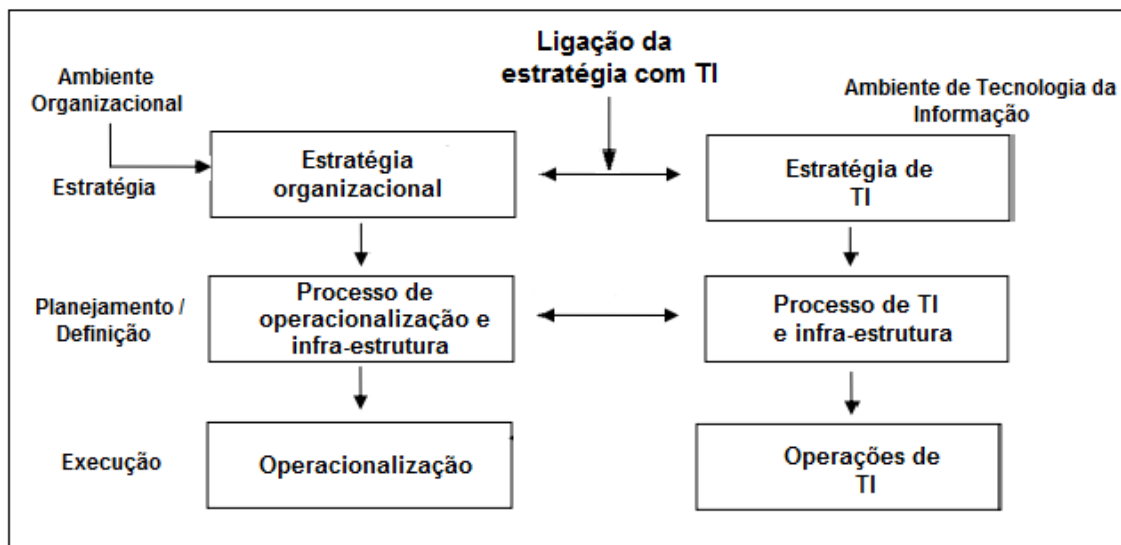 Ligação da
estratégia com TI
Ambiente
Organizacional
Ambiente de Tecnologia da
Informação
Estratégia
Estratégia
organizacional
Estratégia de
TI
Planejamento /
Definição
Processo de
operacionalização e
infra-estrutura
Processo de TI
e infra-estrutura
Execução
Operacionalização
Operações de
TI